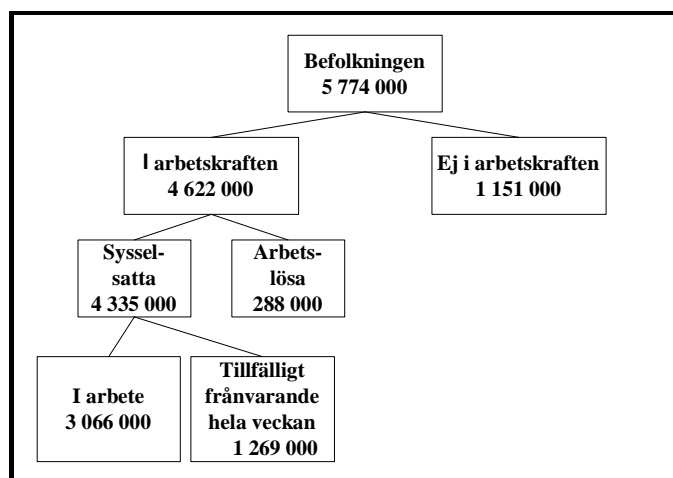 Befolkningen
5 774 000
I arbetskraften
4 622 000
Ej i arbetskraften
1 151 000
Syssel-
satta
4 335 000
Arbets-
lösa
288 000
I arbete
3 066 000
Tillfälligt
frånvarande
hela veckan
1 269 000